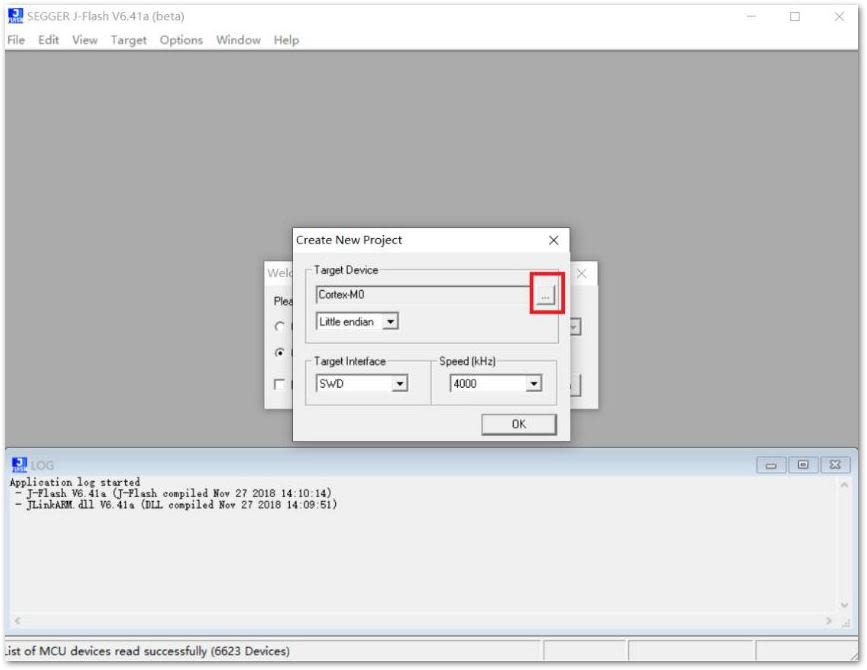 SEGGER J-Flash V6.41a (beta)
File Edit View Target Options Window Help
Create New Project
Target Device
Cortex-M0
...
Little endian
Target Interface
SWD
Speed (kHz)
4000
OK
Welc
Plea
LOG
Application log started
- J-Flash V6.41a (J-Flash compiled Nov 27 2018 14:10:14)
- JLinkARM.dll V6.41a (DLL compiled Nov 27 2018 14:09:51)
List of MCU devices read successfully (6623 Devices)